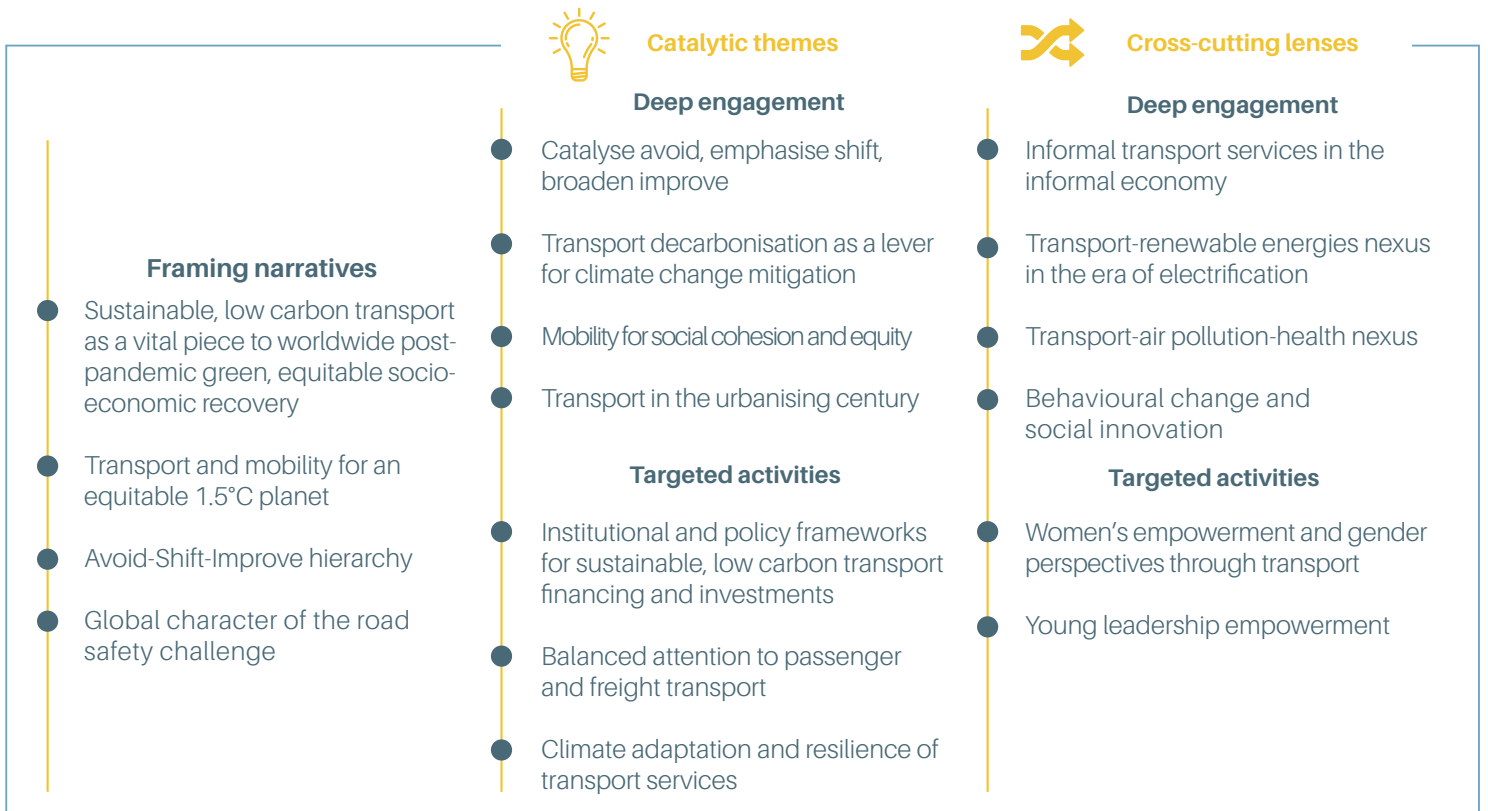 Framing narratives
Sustainable, low carbon transport
as a vital piece to worldwide post-
pandemic green, equitable socio-
economic recovery
Transport and mobility for an
equitable 1.5°C planet
Avoid-Shift-Improve hierarchy
Global character of the road
safety challenge
Catalytic themes
Deep engagement
Catalyse avoid, emphasise shift,
broaden improve
Transport decarbonisation as a lever
for climate change mitigation
Mobility for social cohesion and equity
Transport in the urbanising century
Targeted activities
Institutional and policy frameworks
for sustainable, low carbon transport
financing and investments
Balanced attention to passenger
and freight transport
Climate adaptation and resilience of
transport services
Cross-cutting lenses
Deep engagement
Informal transport services in the
informal economy
Transport-renewable energies nexus
in the era of electrification
Transport-air pollution-health nexus
Behavioural change and
social innovation
Targeted activities
Women’s empowerment and gender
perspectives through transport
Young leadership empowerment